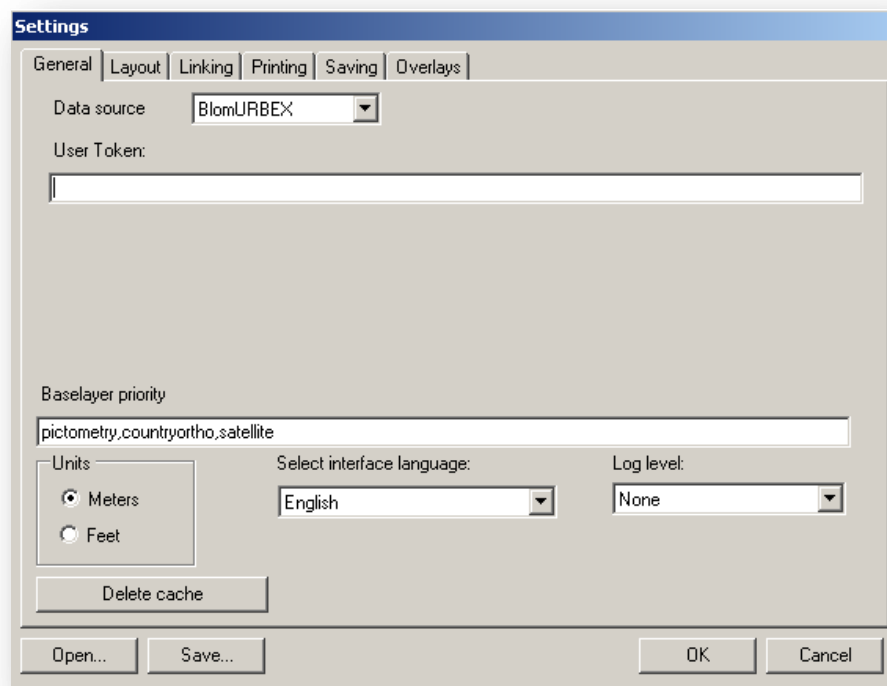 Settings
General Layout Linking Printing Saving Overlays
Data source BlomURBEX
User Token:
Baselayer priority
pictometry,countryortho,satellite
Units Select interface language: Log level:
Meters English None
Feet
Delete cache
Open... Save... OK Cancel